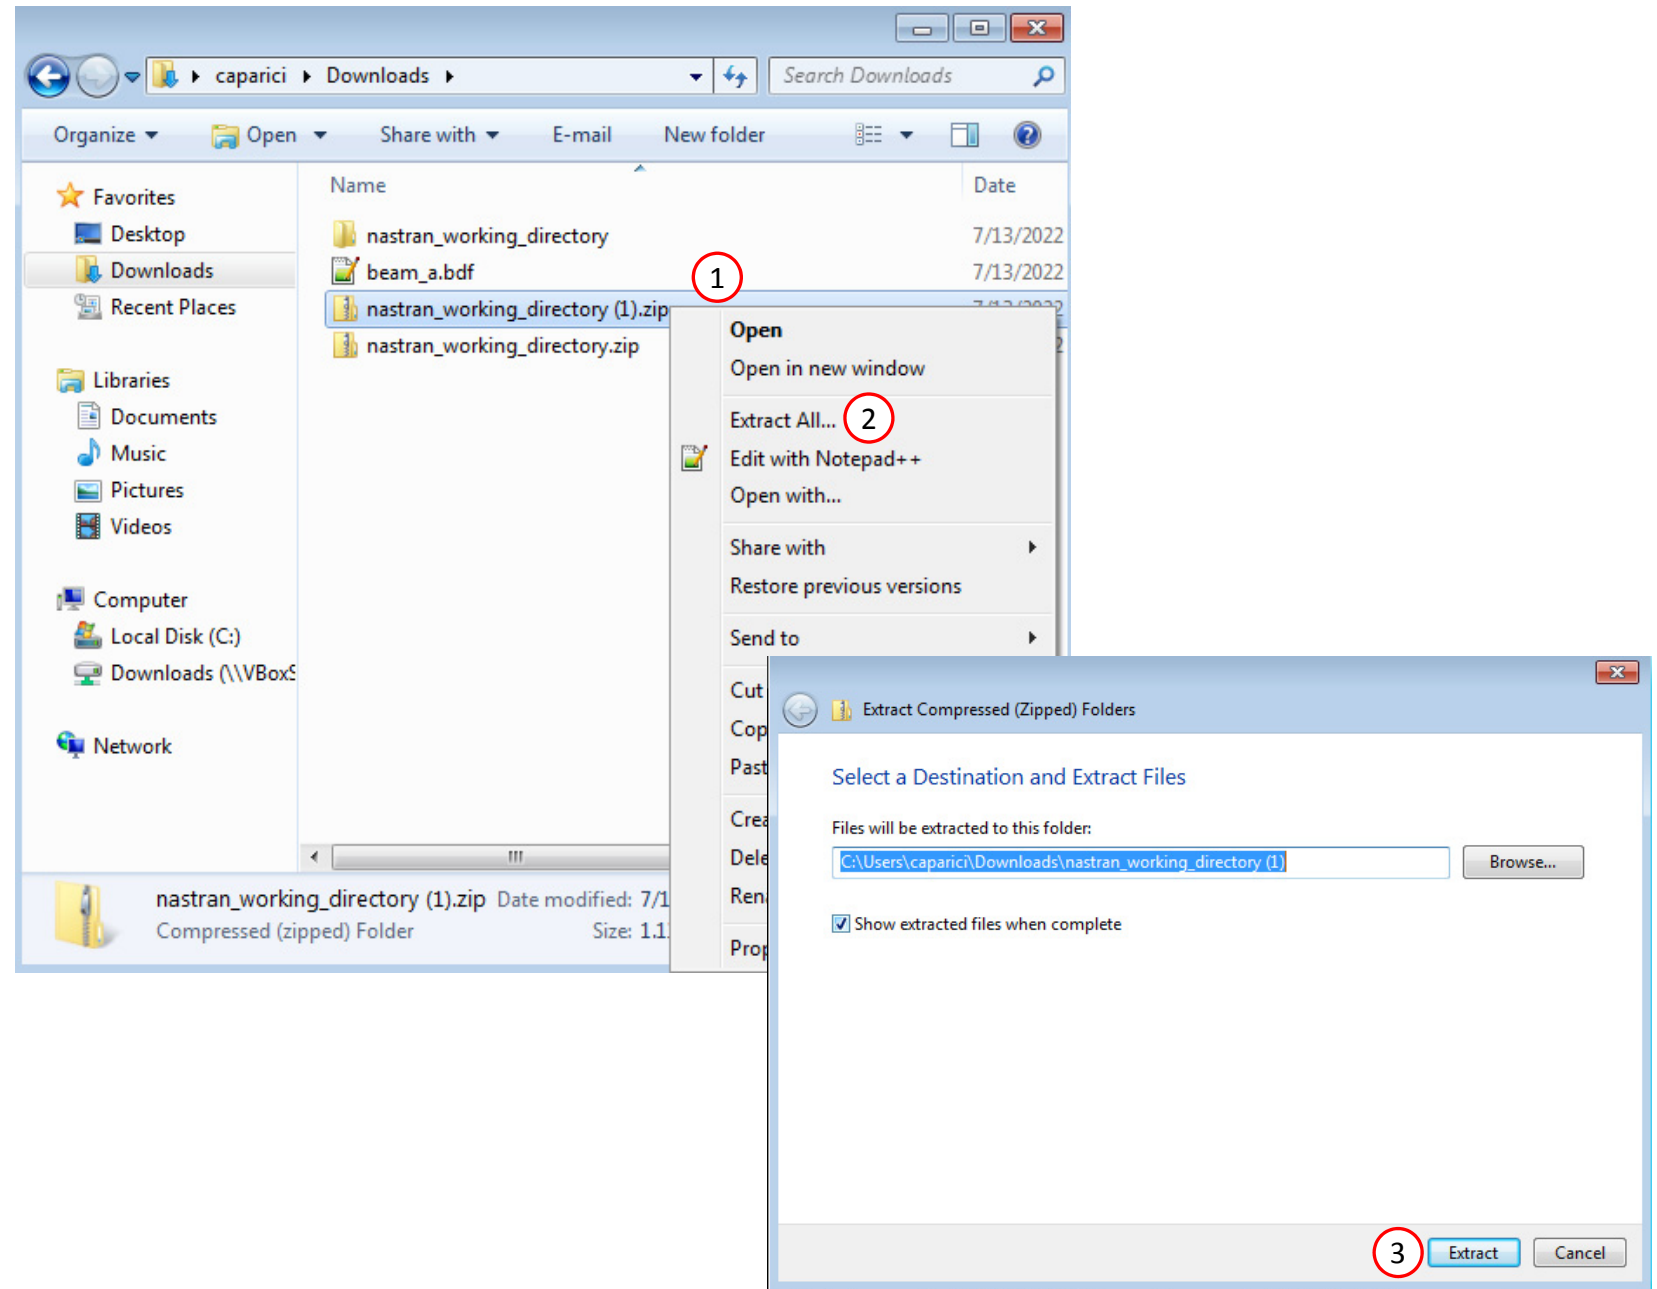 caparici
Downloads
Search Downloads
Organize
Open
Share with
E-mail
New folder
Name
Date
Favorites
Desktop
Downloads
Recent Places
Libraries
Documents
Music
Pictures
Videos
Computer
Local Disk (C:)
Downloads (\\VBoxS
Network
nastran_working_directory
7/13/2022
beam_a.bdf
7/13/2022
1
nastran_working_directory (1).zip
7/13/2022
nastran_working_directory.zip
2
Open
Open in new window
Extract All...
2
Edit with Notepad++
Open with...
Share with
Restore previous versions
Send to
Cut
Cop
Past
Crea
Dele
Ren
Prop
nastran_working_directory (1).zip Date modified: 7/1
Compressed (zipped) Folder Size: 1.1
Extract Compressed (Zipped) Folders
Select a Destination and Extract Files
Files will be extracted to this folder:
C:\Users\caparici\Downloads\nastran_working_directory (1)
Browse...
Show extracted files when complete
3
Extract
Cancel